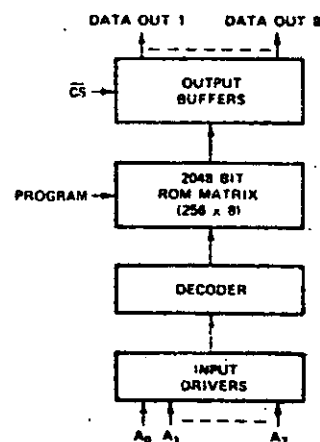 DATA OUT 1 DATA OUT 8
CS
OUTPUT
BUFFERS
PROGRAM
2048 BIT
ROM MATRIX
(256 x 8)
DECODER
INPUT
DRIVERS
A0 A1 A7